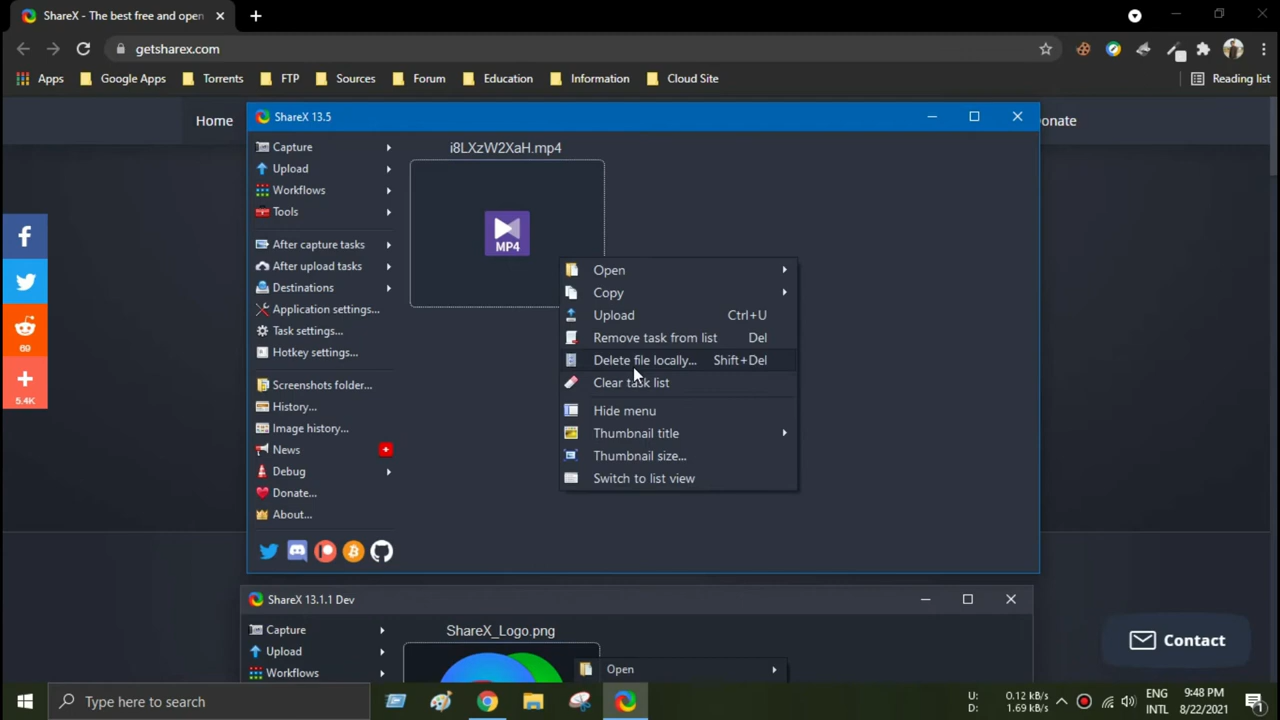 ShareX - The best free and open
getsharex.com
Apps
Google Apps
Torrents
FTP
Sources
Forum
Education
Information
Cloud Site
Reading list
Home
onate
ShareX 13.5
Capture
Upload
Workflows
Tools
After capture tasks
After upload tasks
Destinations
Application settings...
Task settings...
Hotkey settings...
Screenshots folder...
History...
Image history...
News
Debug
Donate...
About...
i8LXzW2XaH.mp4
MP4
Open
Copy
Upload Ctrl+U
Remove task from list Del
Delete file locally... Shift+Del
Clear task list
Hide menu
Thumbnail title
Thumbnail size...
Switch to list view
69
5.4K
ShareX 13.1.1 Dev
Capture
Upload
Workflows
ShareX_Logo.png
Open
Contact
Type here to search
U: 0.12 kB/s
D: 1.69 kB/s
ENG
INTL
9:48 PM
8/22/2021
1